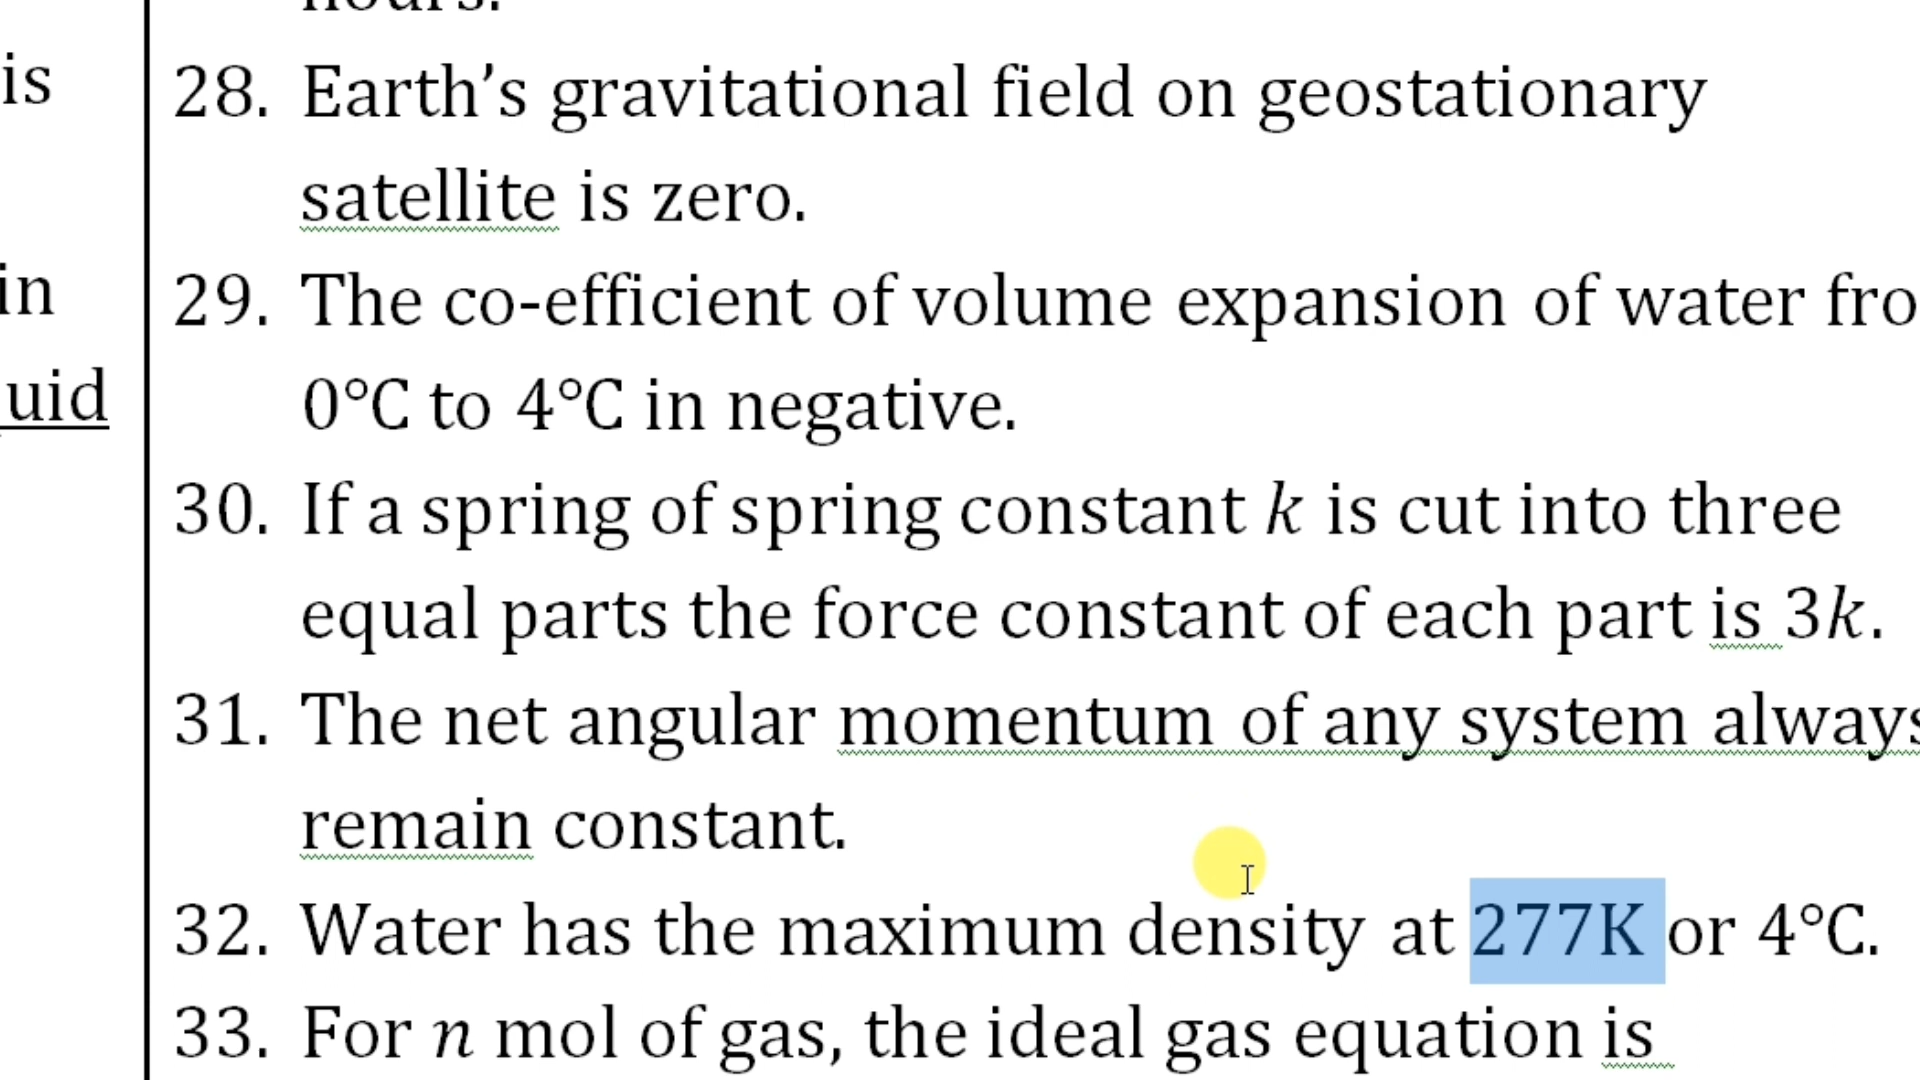 hours.
is
28. Earth’s gravitational field on geostationary
satellite is zero.
in
29. The co-efficient of volume expansion of water fro
0°C to 4°C in negative.
uid
30. If a spring of spring constant k is cut into three
equal parts the force constant of each part is 3k.
31. The net angular momentum of any system always
remain constant.
32. Water has the maximum density at 277K or 4°C.
33. For n mol of gas, the ideal gas equation is